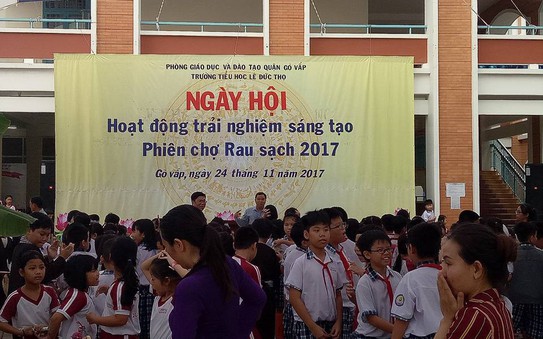 PHÒNG GIÁO DỤC VÀ ĐÀO TẠO QUẬN GÒ VẤP
TRƯỜNG TIỂU HỌC LÊ ĐỨC THỌ
NGÀY HỘI
Hoạt động trải nghiệm sáng tạo
Phiên chợ Rau sạch 2017
Gò vấp, ngày 24 tháng 11 năm 2017